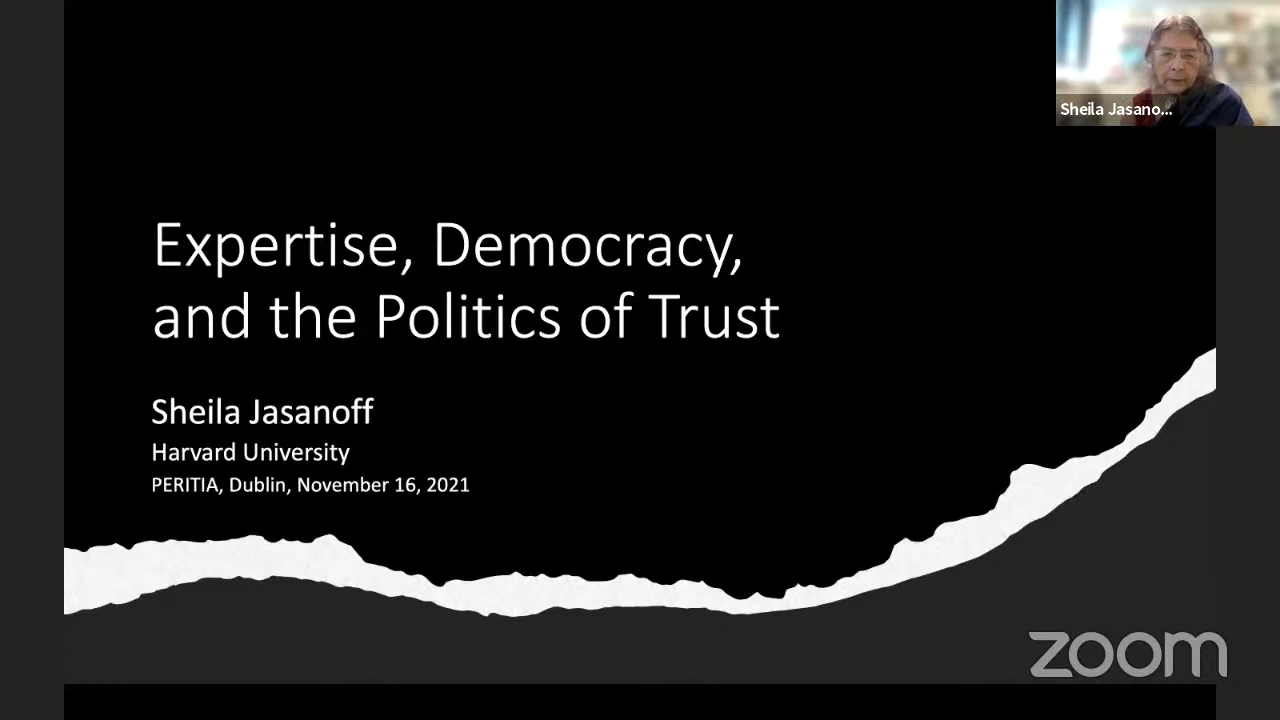 Sheila Jasano...
Expertise, Democracy,
and the Politics of Trust
Sheila Jasanoff
Harvard University
PERITIA, Dublin, November 16, 2021
zoom